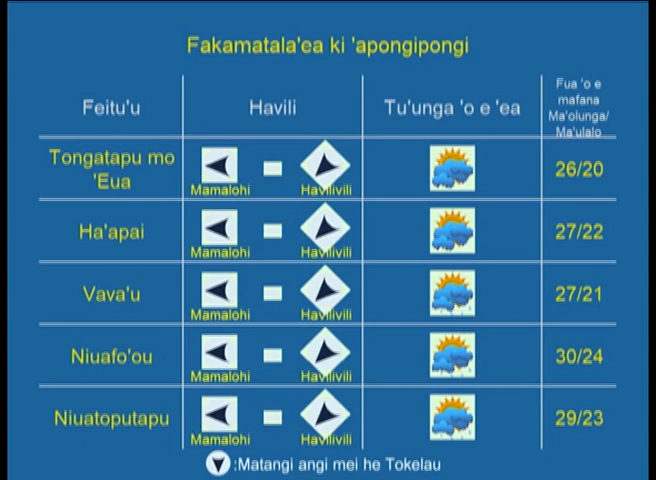 Fakamatala'ea ki 'apongipongi
Feitu'u
Havili
Tu'unga 'o e 'ea
Fua 'o e
mafana
Ma'olunga/
Ma'ulalo
Tongatapu mo
'Eua
Mamalohi
Havilivili
26/20
Ha'apai
Mamalohi
Havilivili
27/22
Vava'u
Mamalohi
Havilivili
27/21
Niuafo'ou
Mamalohi
Havilivili
30/24
Niuatoputapu
Mamalohi
Havilivili
29/23
:Matangi angi mei he Tokelau